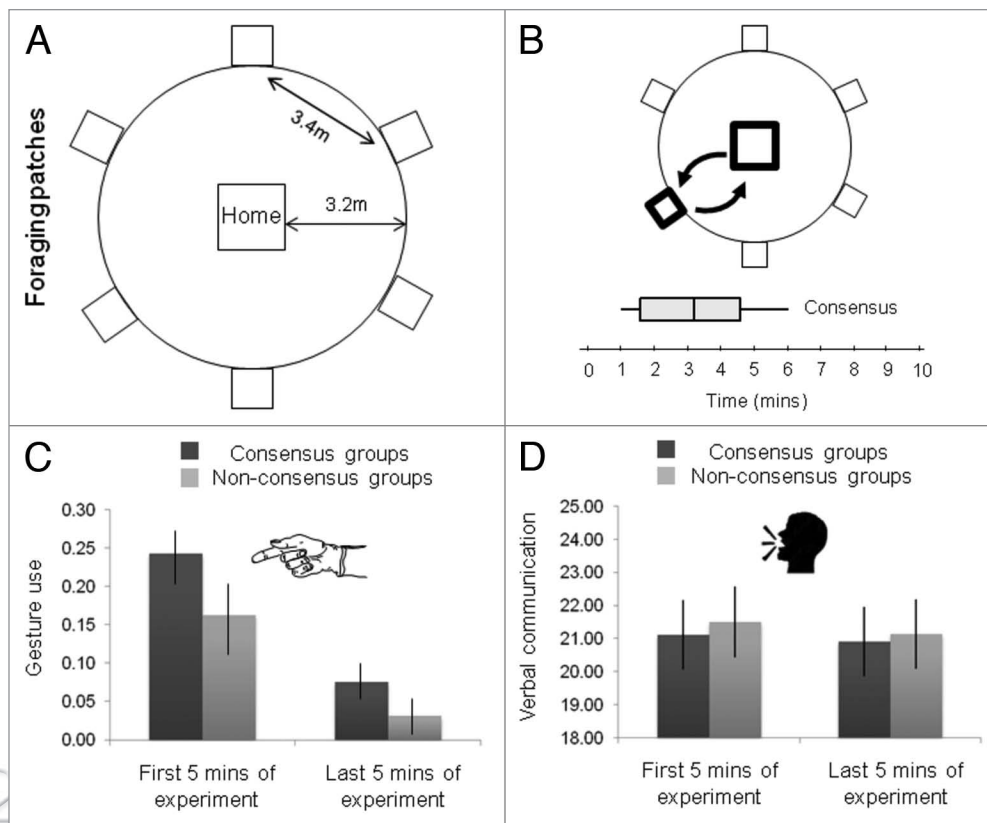 A
Foragingpatches
3.4m
Home
3.2m
B
Consensus
0 1 2 3 4 5 6 7 8 9 10
Time (mins)
C
Consensus groups
Non-consensus groups
Gesture use
0.30
0.25
0.20
0.15
0.10
0.05
0.00
First 5 mins of
experiment
Last 5 mins of
experiment
D
Consensus groups
Non-consensus groups
Verbal communication
25.00
24.00
23.00
22.00
21.00
20.00
19.00
18.00
First 5 mins of
experiment
Last 5 mins of
experiment